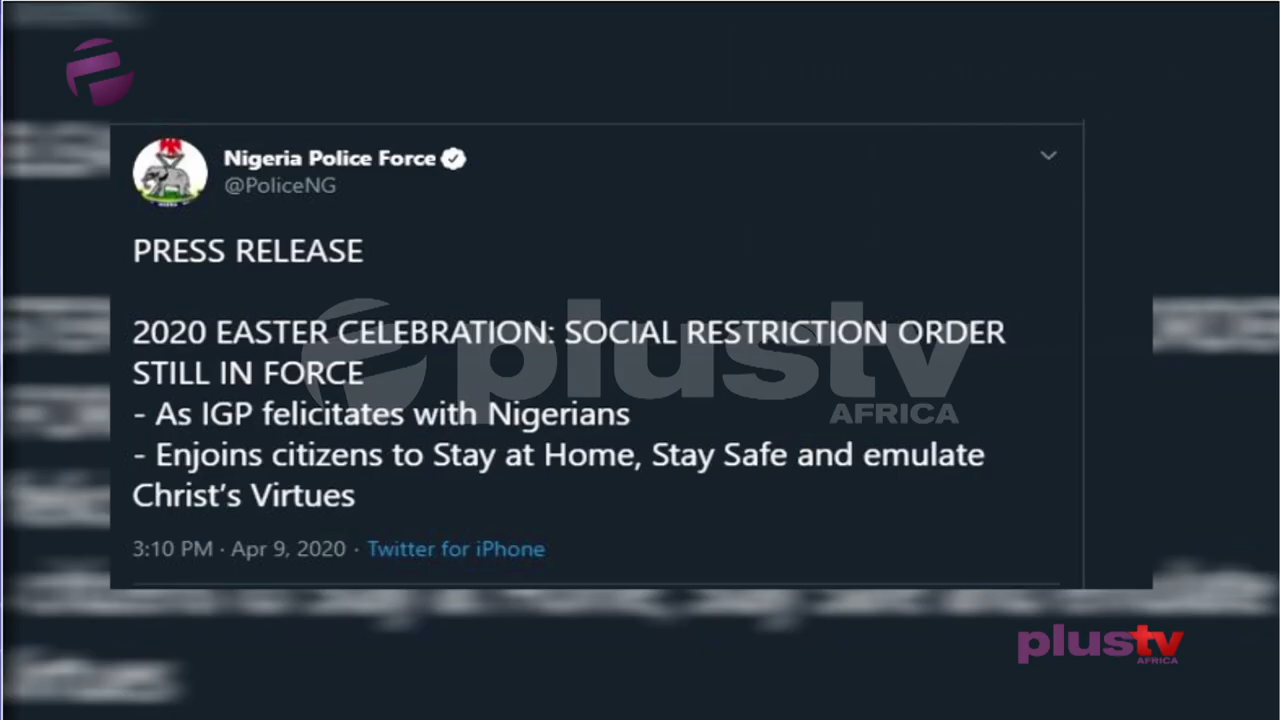 Nigeria Police Force
@PoliceNG
PRESS RELEASE
2020 EASTER CELEBRATION: SOCIAL RESTRICTION ORDER
STILL IN FORCE
- As IGP felicitates with Nigerians
- Enjoins citizens to Stay at Home, Stay Safe and emulate
Christ's Virtues
3:10 PM · Apr 9, 2020 · Twitter for iPhone
plustv
AFRICA
plustv
AFRICA